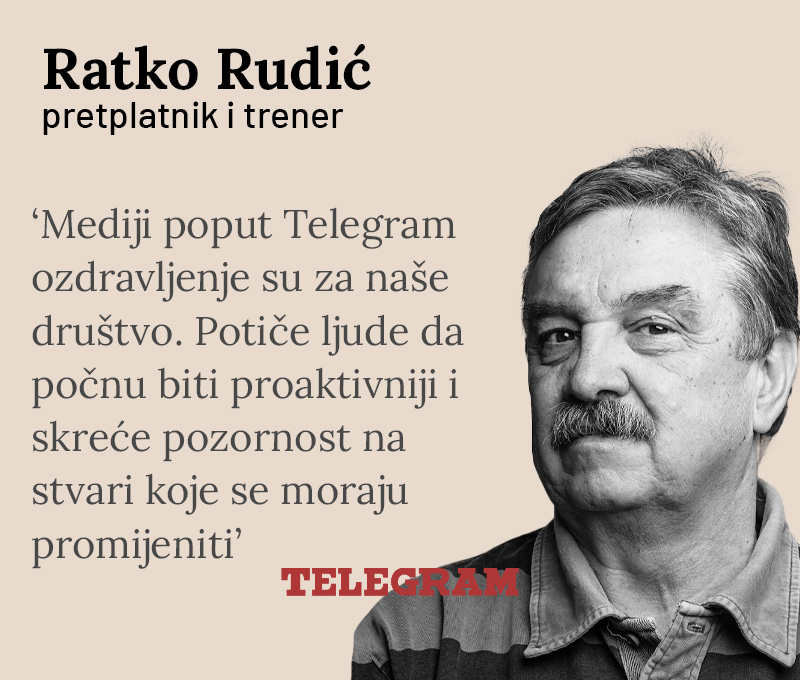 Ratko Rudić
pretplatnik i trener
‘Mediji poput Telegram
ozdravljenje su za naše
društvo. Potiče ljude da
počnu biti proaktivniji i
skreće pozornost na
stvari koje se moraju
promijeniti’
TELEGRAM